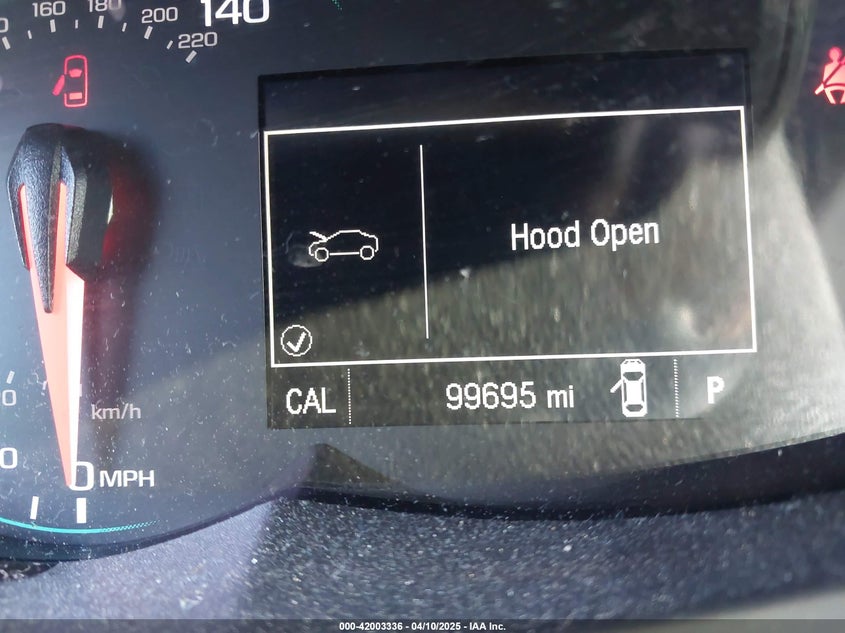 160 180 200 220
140
Hood Open
CAL 99695 mi P
km/h
0 MPH
000-42003336 - 04/10/2025 - IAA Inc.